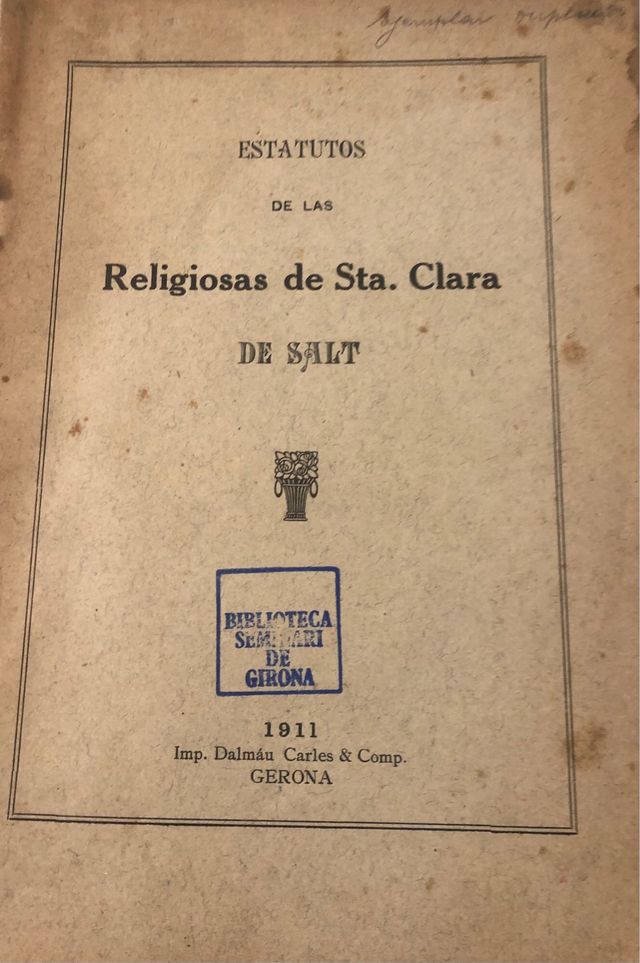 ejemplar duplicado
ESTATUTOS
DE LAS
Religiosas de Sta. Clara
DE SALT
BIBLIOTECA
SEMINARI
DE
GIRONA
1911
Imp. Dalmáu Carles & Comp.
GERONA